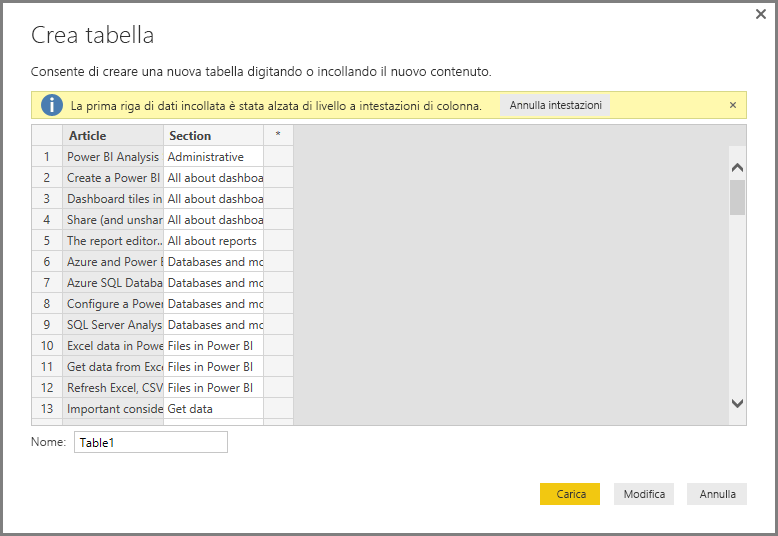 Crea tabella
Consente di creare una nuova tabella digitando o incollando il nuovo contenuto.
La prima riga di dati incollata è stata alzata di livello a intestazioni di colonna. Annulla intestazioni
Article Section *
1 Power BI Analysis Administrative
2 Create a Power BI All about dashboa
3 Dashboard tiles in All about dashboa
4 Share (and unshar All about dashboa
5 The report editor... All about reports
6 Azure and Power B Databases and mo
7 Azure SQL Databa Databases and mo
8 Configure a Power Databases and mo
9 SQL Server Analys Databases and mo
10 Excel data in Powe Files in Power BI
11 Get data from Exce Files in Power BI
12 Refresh Excel, CSV Files in Power BI
13 Important conside Get data
Nome: Table1
Carica Modifica Annulla